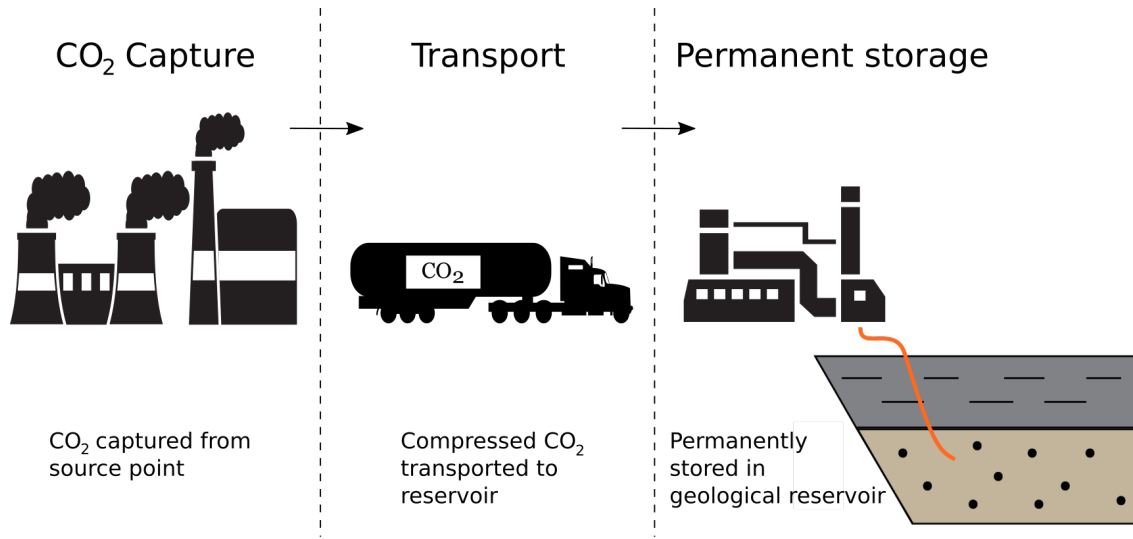 CO₂ Capture
Transport
Permanent storage
CO₂
CO₂ captured from
source point
Compressed CO₂
transported to
reservoir
Permanently
stored in
geological reservoir